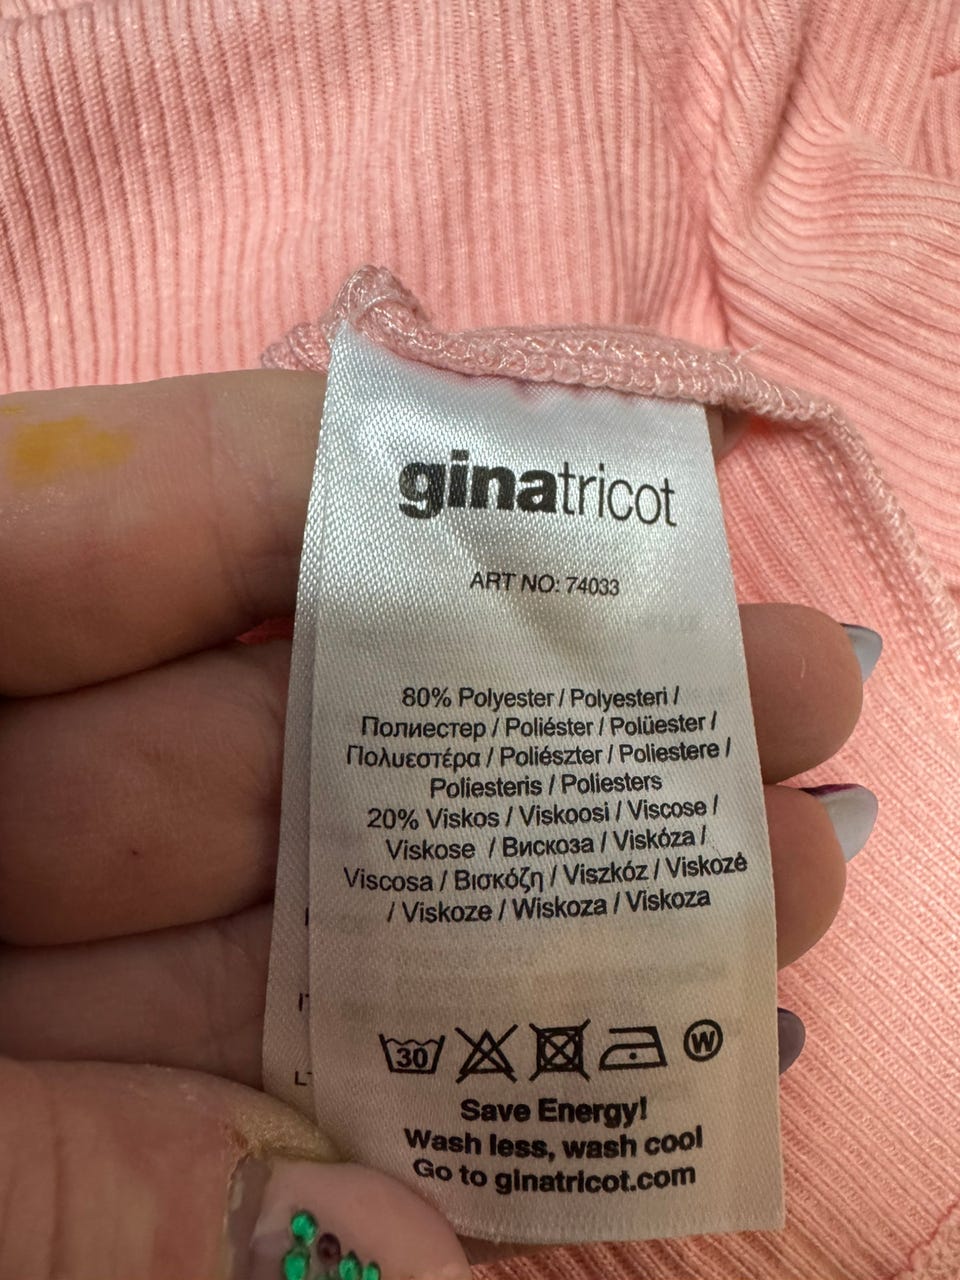 ginatricot
ART NO: 74033
80% Polyester / Polyesteri /
Полиестер / Poliéster / Polüester /
Πολυεστέρα / Poliészter / Poliestere /
Poliesteris / Poliesters
20% Viskos / Viskoosi / Viscose /
Viskose / Вискоза / Viskóza /
Viscosa / Βισκόζη / Viszkóz / Viskozė
/ Viskoze / Wiskoza / Viskoza
30
W
Save Energy!
Wash less, wash cool
Go to ginatricot.com